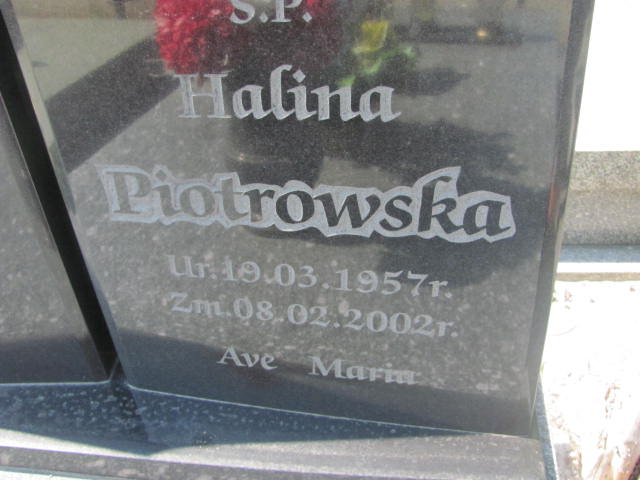 Ś.P.
Halina
Piotrowska
Ur.19.03.1957r.
Zm.08.02.2002r.
Ave Maria